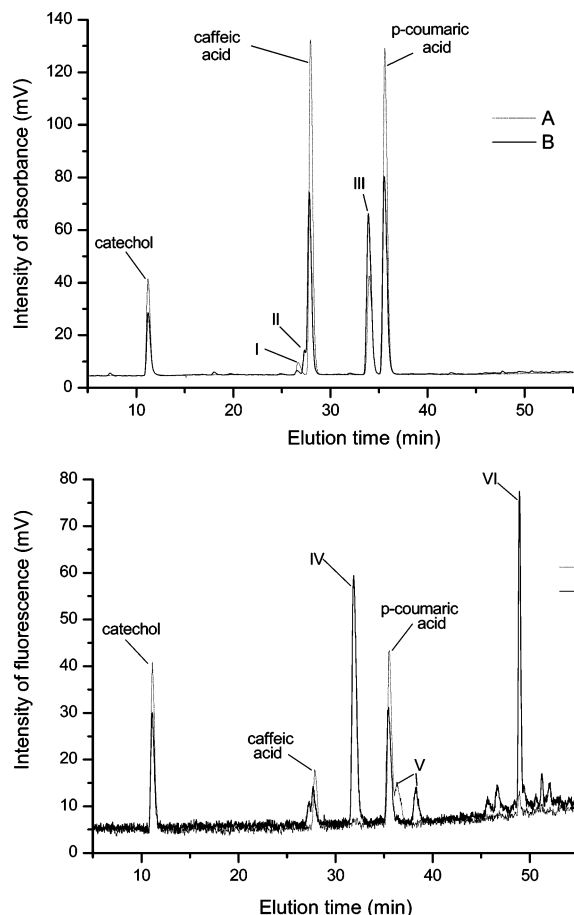 140
120
100
80
60
40
20
0
Intensity of absorbance (mV)
caffeic
acid
p-coumaric
acid
A
B
III
catechol
II
I
10
20
30
40
50
Elution time (min)
80
70
60
50
40
30
20
10
0
Intensity of fluorescence (mV)
VI
IV
p-coumaric
acid
catechol
caffeic
acid
V
10
20
30
40
50
Elution time (min)